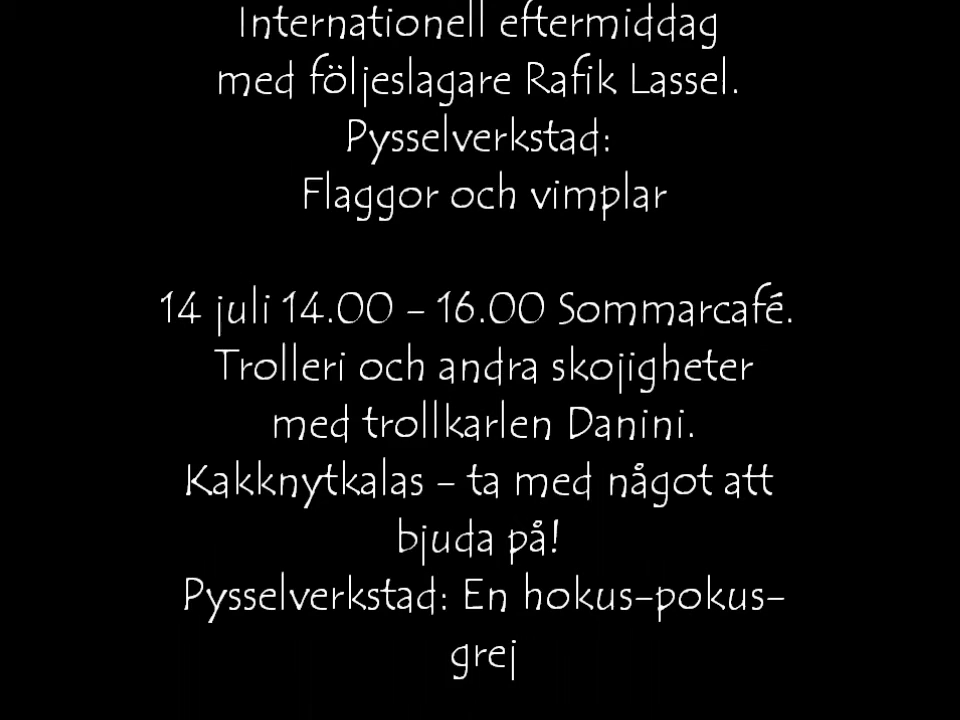 Internationell eftermiddag
med följeslagare Rafik Lassel.
Pysselverkstad:
Flaggor och vimplar
14 juli 14.00 - 16.00 Sommarcafé.
Trolleri och andra skojigheter
med trollkarlen Danini.
Kakknytkalas - ta med något att
bjuda på!
Pysselverkstad: En hokus-pokus-
grej